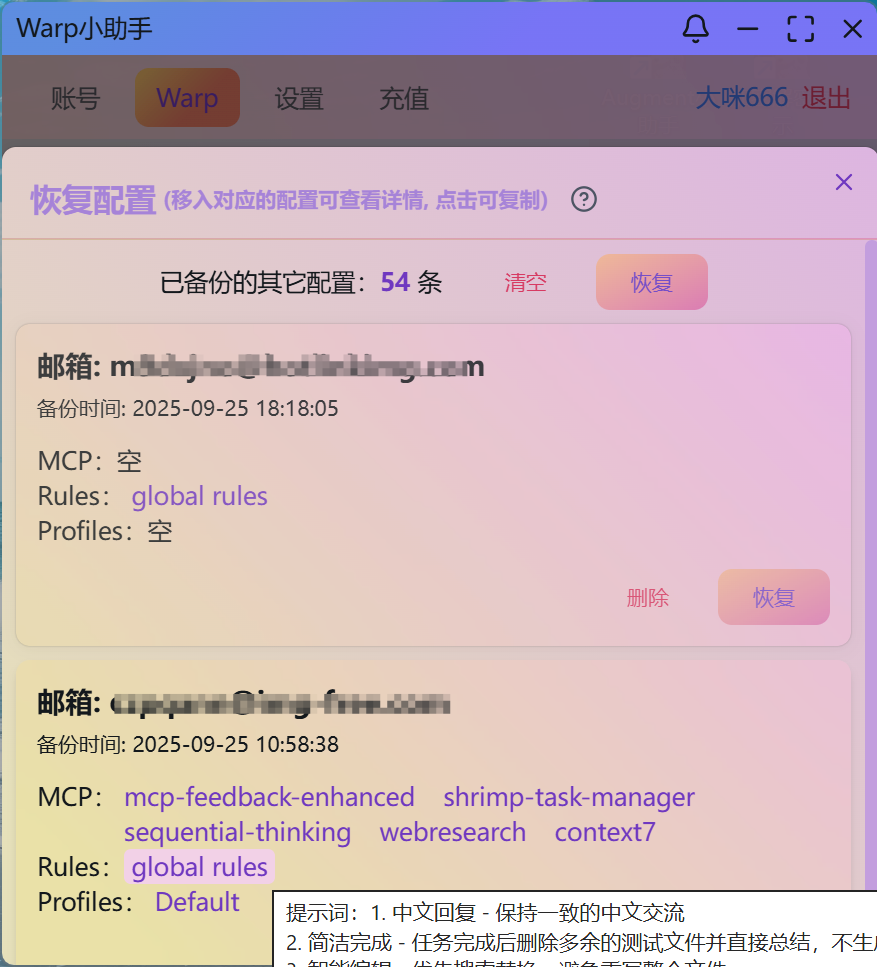 Warp小助手
账号 Warp 设置 充值 大咪666 退出
恢复配置 (移入对应的配置可查看详情, 点击可复制)
已备份的其它配置：54 条 清空 恢复
邮箱:
备份时间: 2025-09-25 18:18:05
MCP：空
Rules： global rules
Profiles：空
删除 恢复
邮箱:
备份时间: 2025-09-25 10:58:38
MCP： mcp-feedback-enhanced shrimp-task-manager
sequential-thinking webresearch context7
Rules： global rules
Profiles： Default
提示词：1. 中文回复 - 保持一致的中文交流
2. 简洁完成 - 任务完成后删除多余的测试文件并直接总结，不生